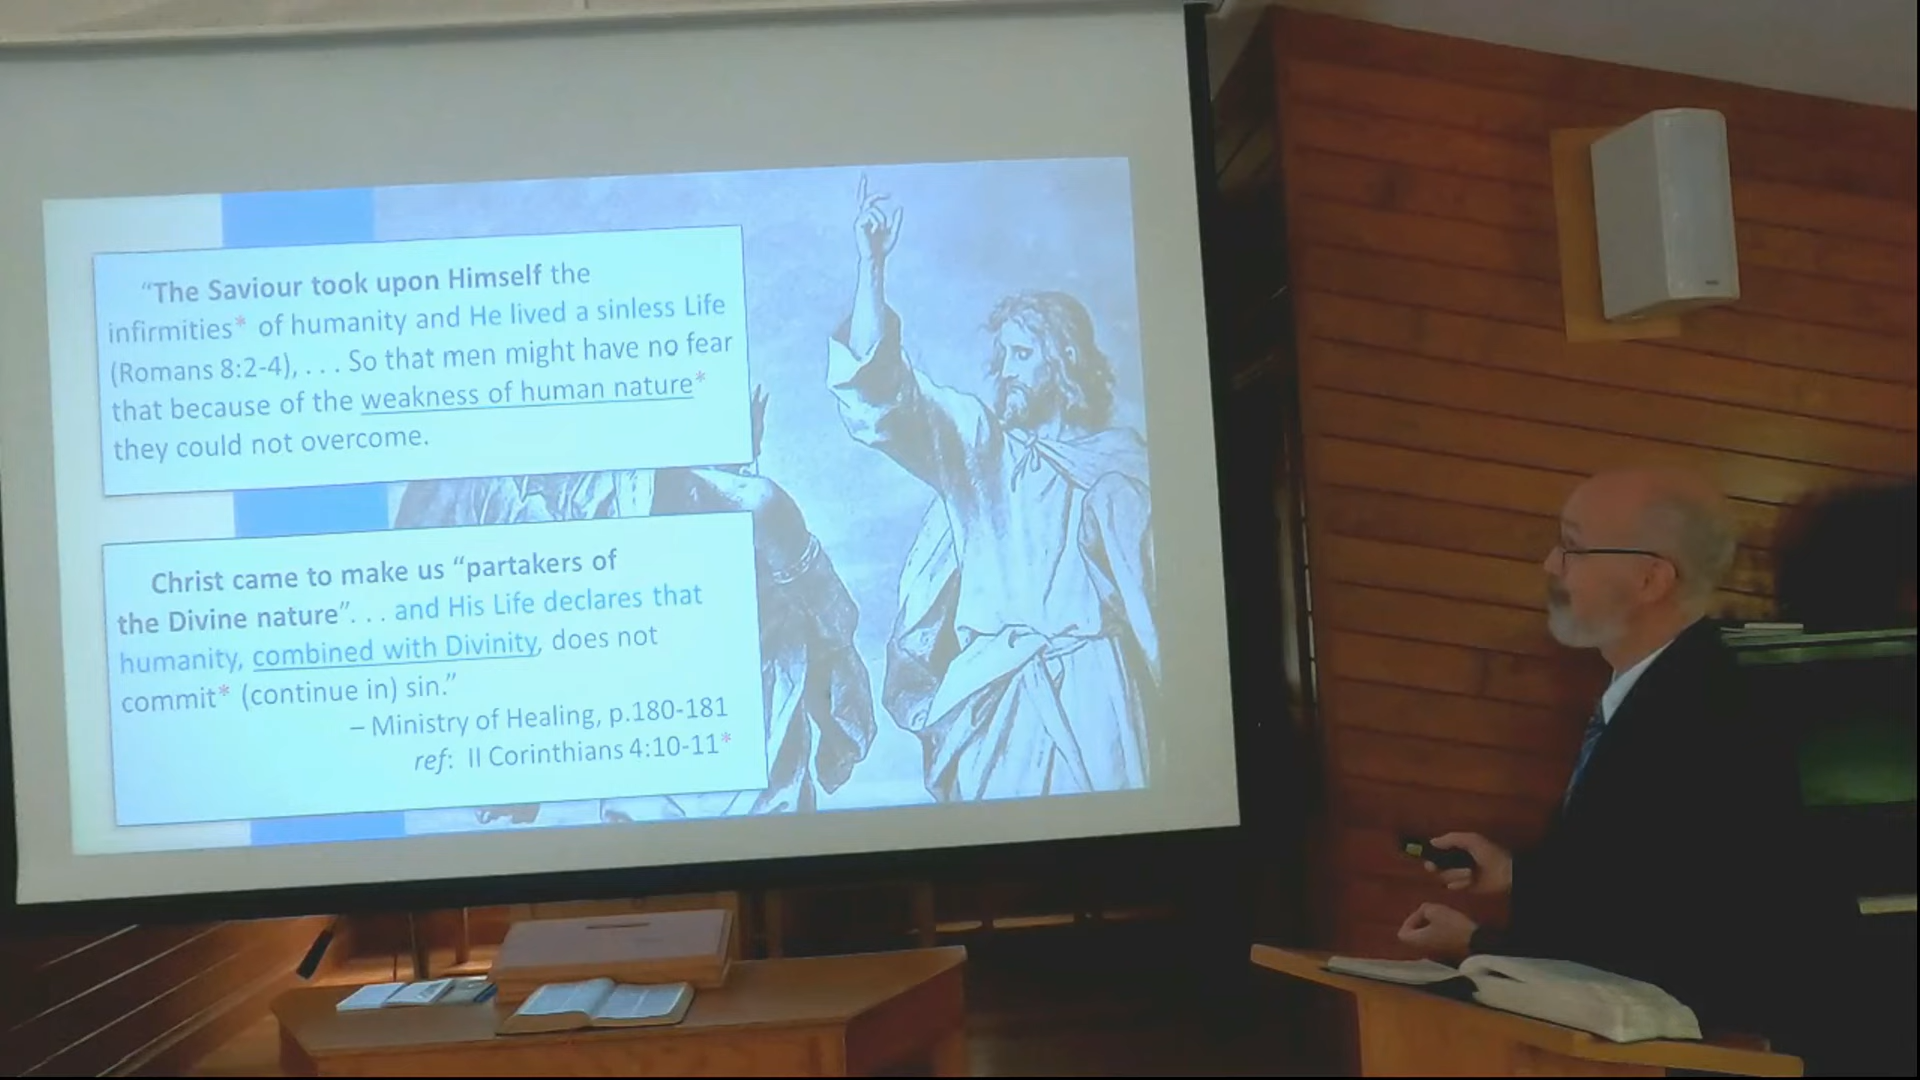 “The Saviour took upon Himself the
infirmities* of humanity and He lived a sinless Life
(Romans 8:2-4), . . . So that men might have no fear
that because of the weakness of human nature*
they could not overcome.
Christ came to make us “partakers of
the Divine nature”. . . and His Life declares that
humanity, combined with Divinity, does not
commit* (continue in) sin.”
– Ministry of Healing, p.180-181
ref: II Corinthians 4:10-11*